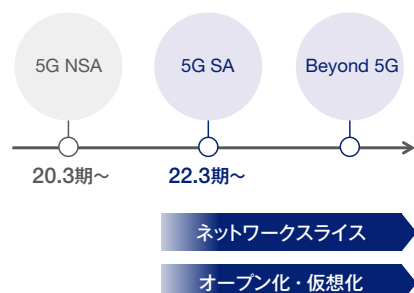 5G NSA
5G SA
Beyond 5G
20.3期～
22.3期～
ネットワークスライス
オープン化・仮想化